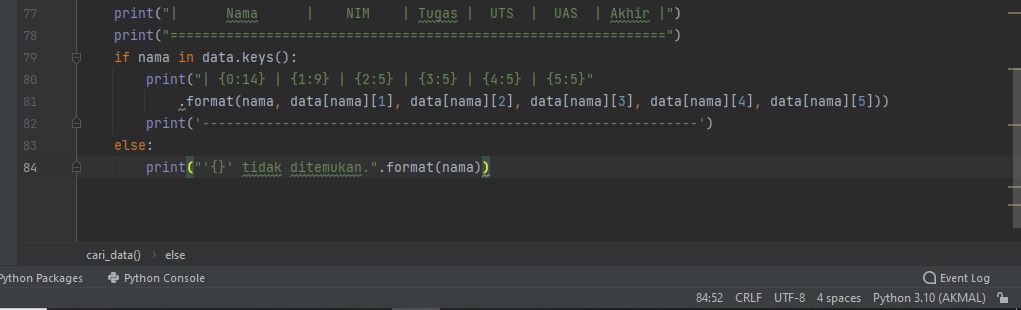 77 print("|      Nama      |    NIM    | Tugas |  UTS  |  UAS  | Akhir |")
78 print("==============================================================")
79 if nama in data.keys():
80 print("| {0:14} | {1:9} | {2:5} | {3:5} | {4:5} | {5:5}"
81 .format(nama, data[nama][1], data[nama][2], data[nama][3], data[nama][4], data[nama][5]))
82 print('--------------------------------------------------------------')
83 else:
84 print("'{}' tidak ditemukan.".format(nama))
cari_data() › else
Python Packages Python Console Event Log
84:52 CRLF UTF-8 4 spaces Python 3.10 (AKMAL)